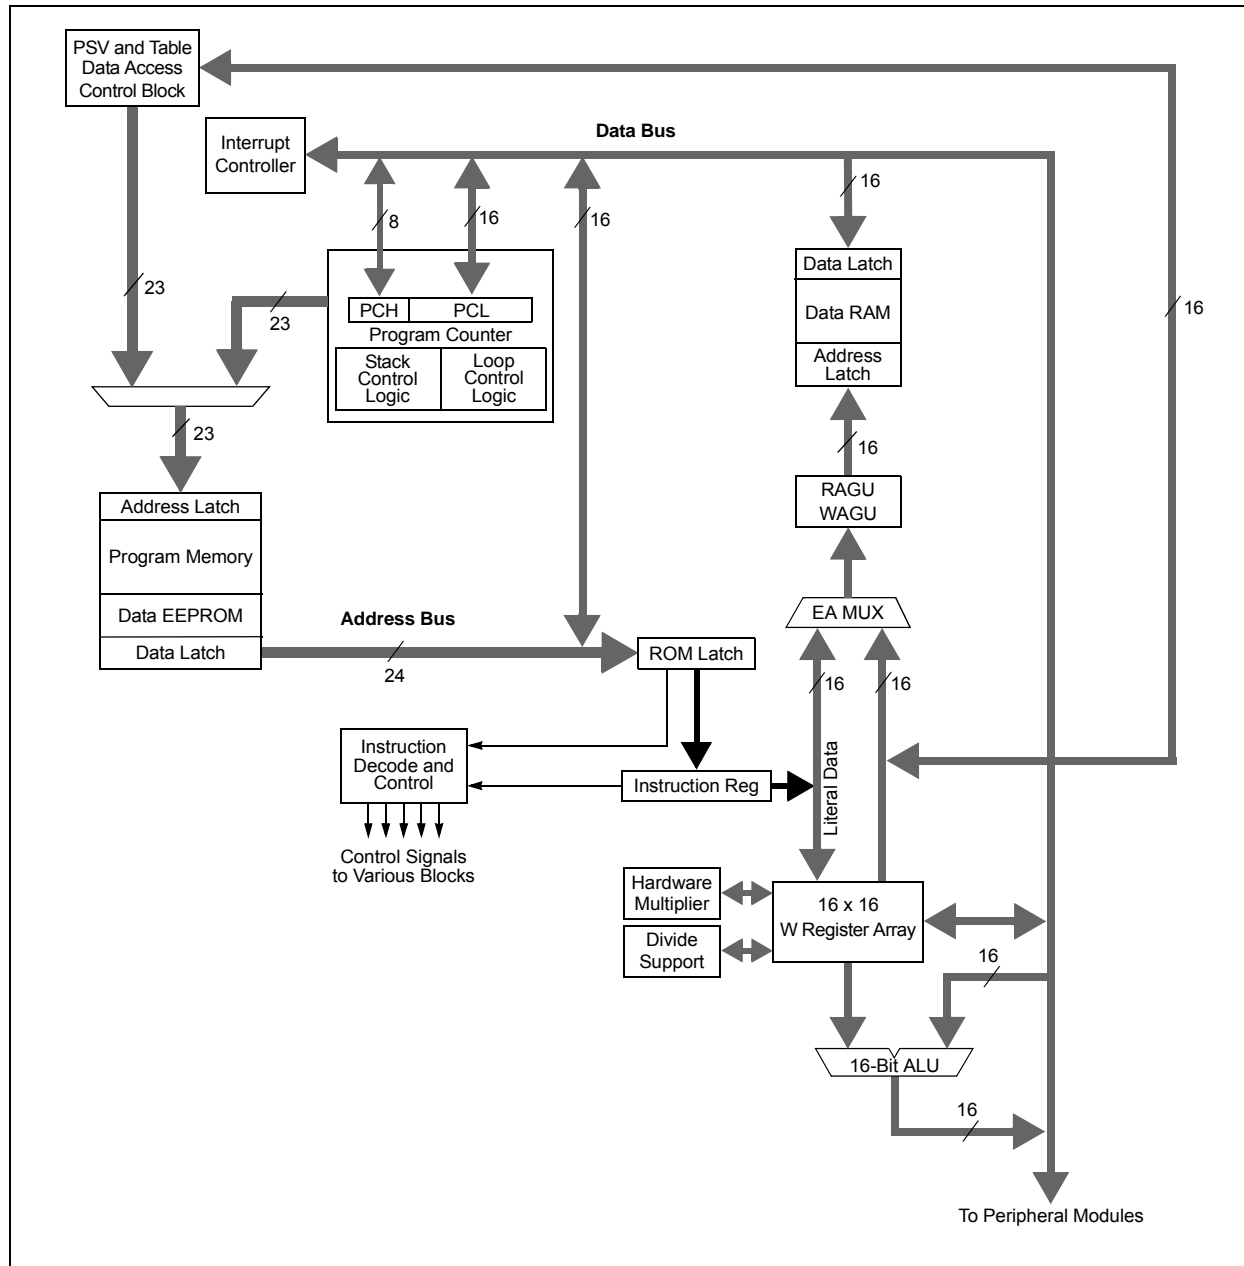 PSV and Table
Data Access
Control Block
Interrupt
Controller
Data Bus
8
16
16
16
16
23
23
PCH
PCL
Program Counter
Stack
Control
Logic
Loop
Control
Logic
Data Latch
Data RAM
Address
Latch
23
16
RAGU
WAGU
Address Latch
Program Memory
Data EEPROM
Data Latch
Address Bus
24
ROM Latch
EA MUX
16
16
Literal Data
Instruction
Decode and
Control
Instruction Reg
Control Signals
to Various Blocks
Hardware
Multiplier
Divide
Support
16 x 16
W Register Array
16
16-Bit ALU
16
To Peripheral Modules